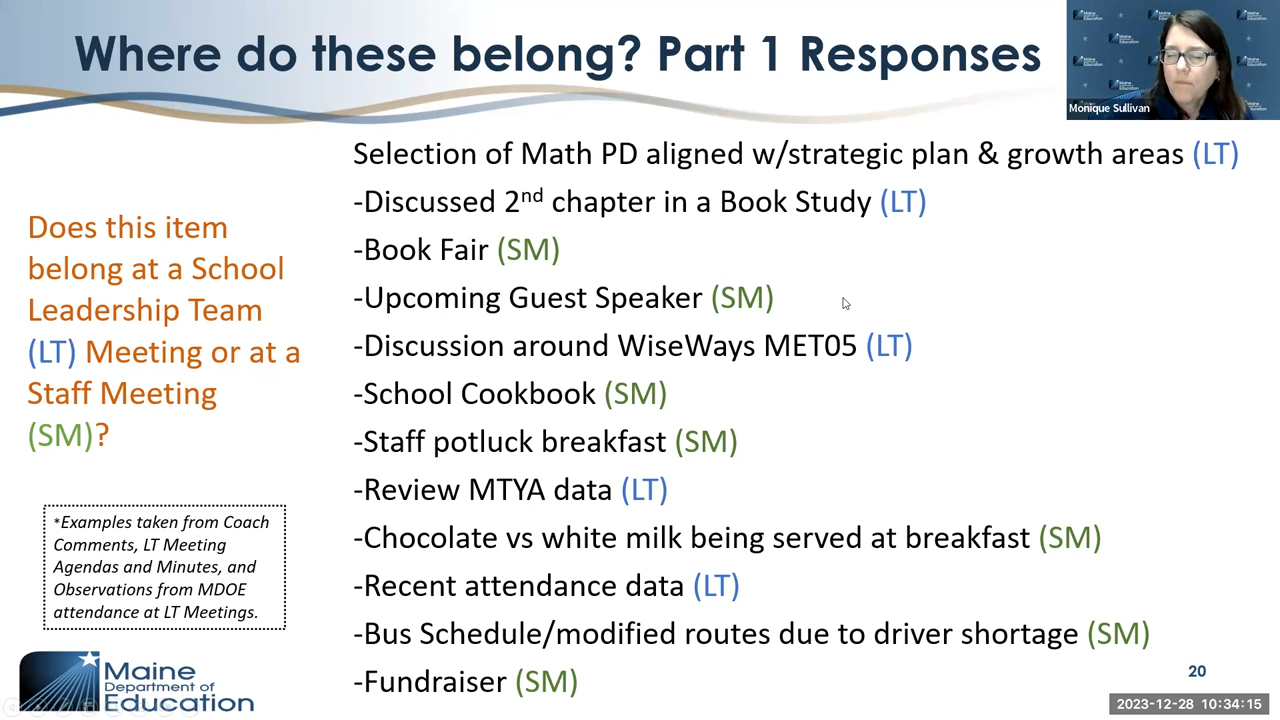 Where do these belong? Part 1 Responses
Monique Sullivan
Does this item
belong at a School
Leadership Team
(LT) Meeting or at a
Staff Meeting
(SM)?
*Examples taken from Coach
Comments, LT Meeting
Agendas and Minutes, and
Observations from MDOE
attendance at LT Meetings.
Selection of Math PD aligned w/strategic plan & growth areas (LT)
-Discussed 2nd chapter in a Book Study (LT)
-Book Fair (SM)
-Upcoming Guest Speaker (SM)
-Discussion around WiseWays MET05 (LT)
-School Cookbook (SM)
-Staff potluck breakfast (SM)
-Review MTYA data (LT)
-Chocolate vs white milk being served at breakfast (SM)
-Recent attendance data (LT)
-Bus Schedule/modified routes due to driver shortage (SM)
-Fundraiser (SM)
Maine
Department of
Education
20
2023-12-28 10:34:15